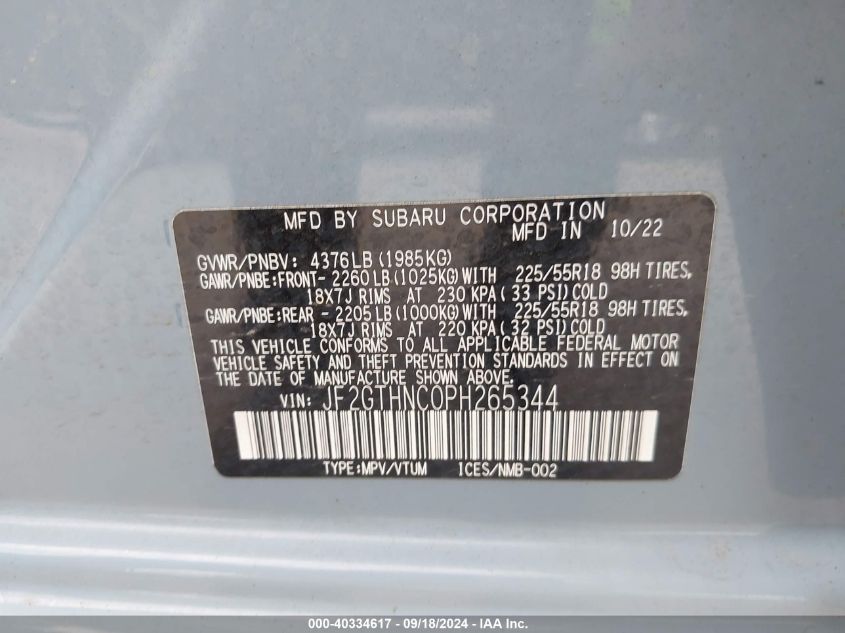 MFD BY SUBARU CORPORATION
MFD IN 10/22
GVWR/PNBV: 4376LB(1985KG)
GAWR/PNBE:FRONT- 2260LB(1025KG)WITH 225/55R18 98H TIRES,
18X7J RIMS AT 230 KPA(33 PSI)COLD
GAWR/PNBE:REAR - 2205LB(1000KG)WITH 225/55R18 98H TIRES,
18X7J RIMS AT 220 KPA(32 PSI)COLD
THIS VEHICLE CONFORMS TO ALL APPLICABLE FEDERAL MOTOR
VEHICLE SAFETY AND THEFT PREVENTION STANDARDS IN EFFECT ON
THE DATE OF MANUFACTURE SHOWN ABOVE.
VIN: JF2GTHNC0PH265344
TYPE:MPV/VTUM ICES/NMB-002
000-40334617 - 09/18/2024 - IAA Inc.